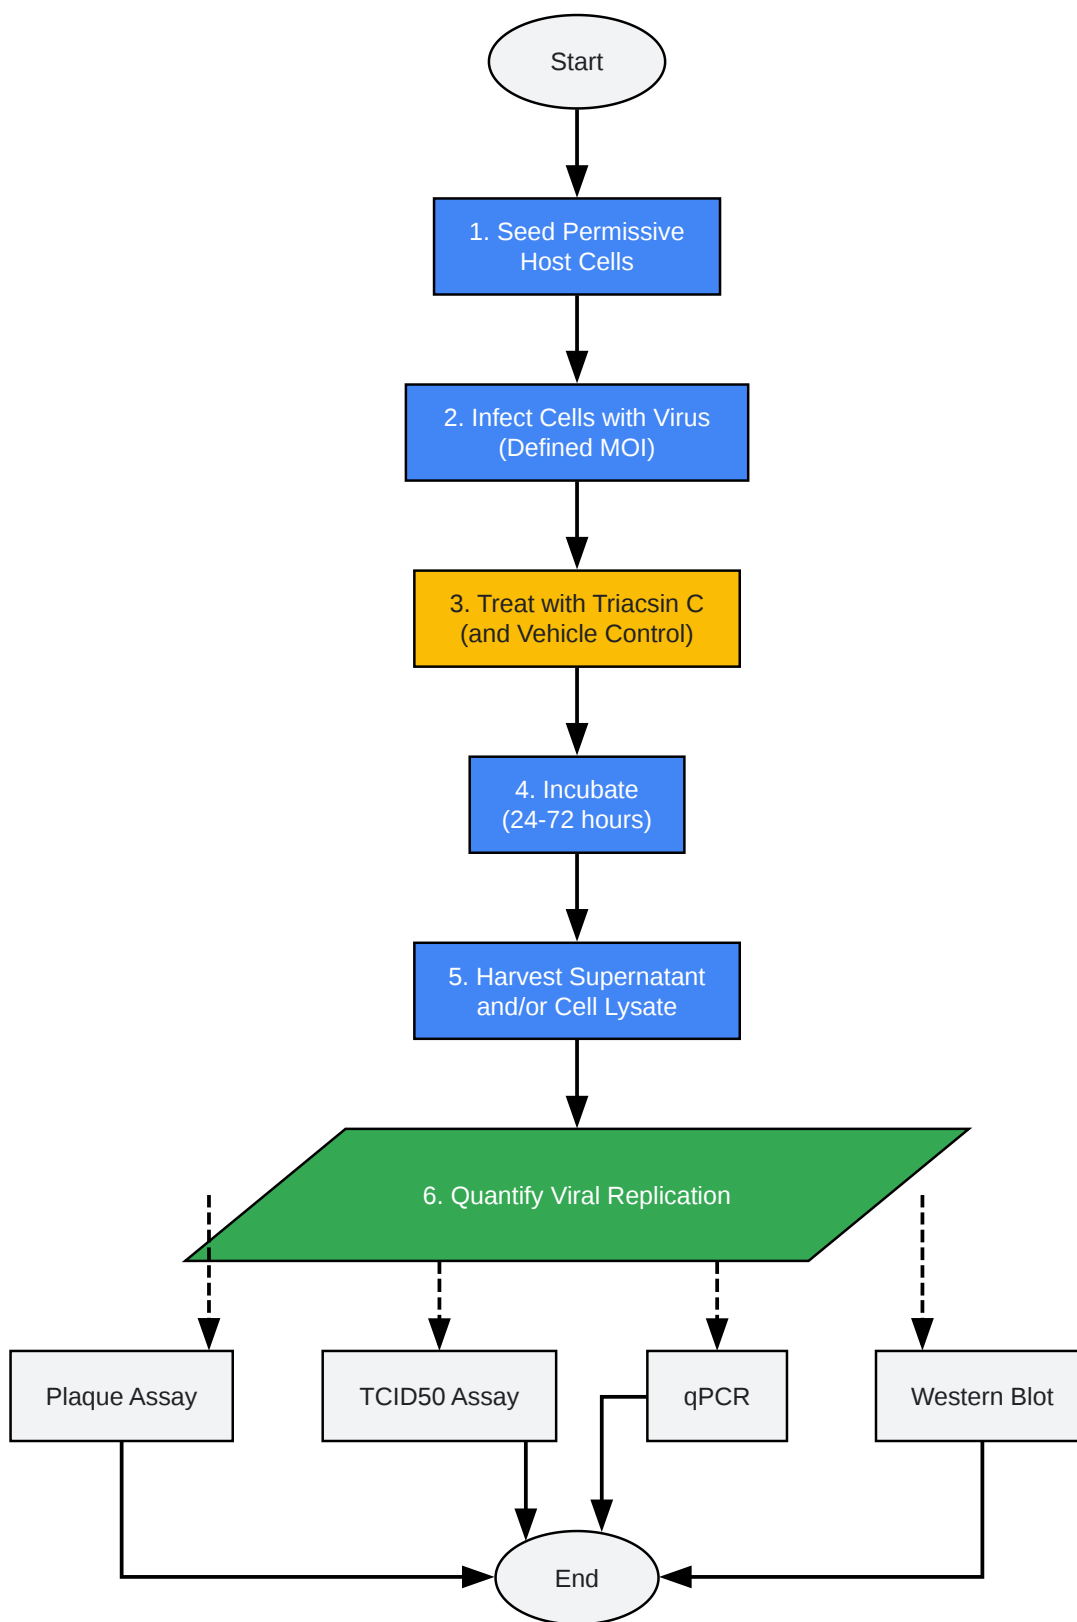 Start
1. Seed Permissive
Host Cells
2. Infect Cells with Virus
(Defined MOI)
3. Treat with Triacsin C
(and Vehicle Control)
4. Incubate
(24-72 hours)
5. Harvest Supernatant
and/or Cell Lysate
6. Quantify Viral Replication
Plaque Assay
TCID50 Assay
qPCR
Western Blot
End